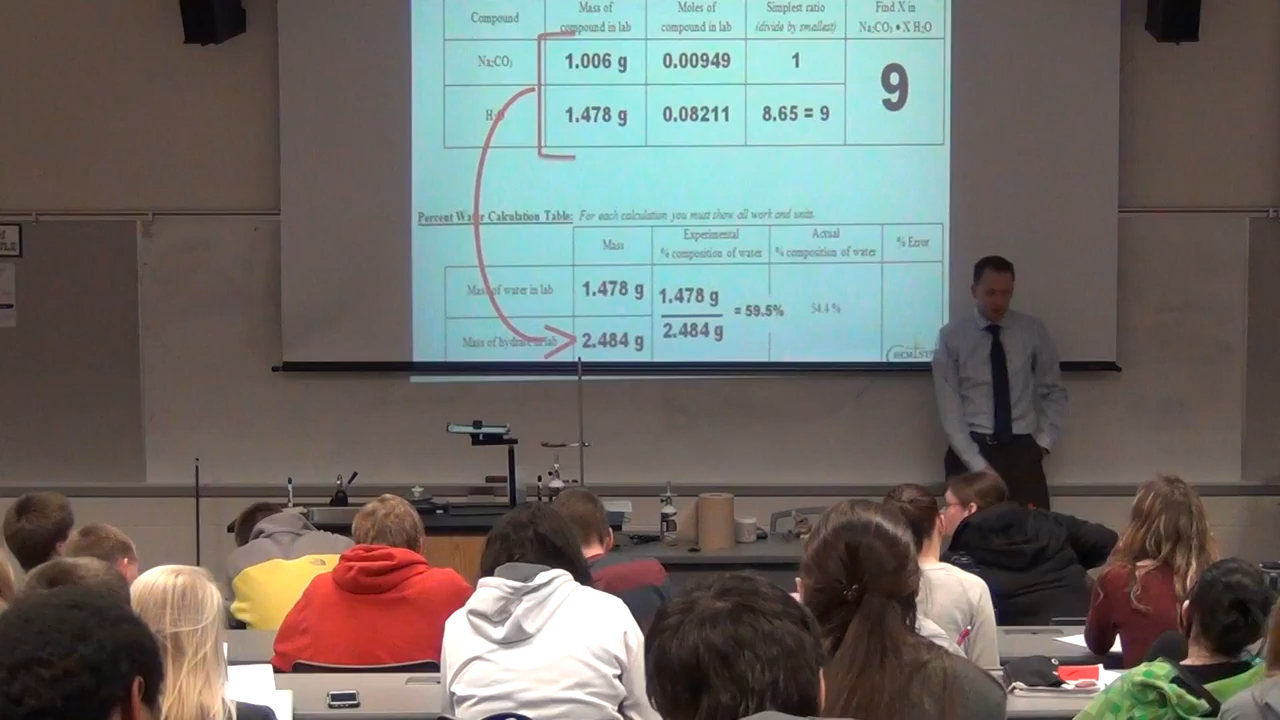 Compound
Mass of
compound in lab
Moles of
compound in lab
Simplest ratio
(divide by smallest)
Find X in
Na₂CO₃ • X H₂O
Na₂CO₃
1.006 g
0.00949
1
9
H₂O
1.478 g
0.08211
8.65 = 9
Percent Water Calculation Table: For each calculation you must show all work and units.
Mass
Experimental
% composition of water
Actual
% composition of water
% Error
Mass of water in lab
1.478 g
1.478 g
2.484 g
= 59.5%
54.4 %
Mass of hydrate in lab
2.484 g